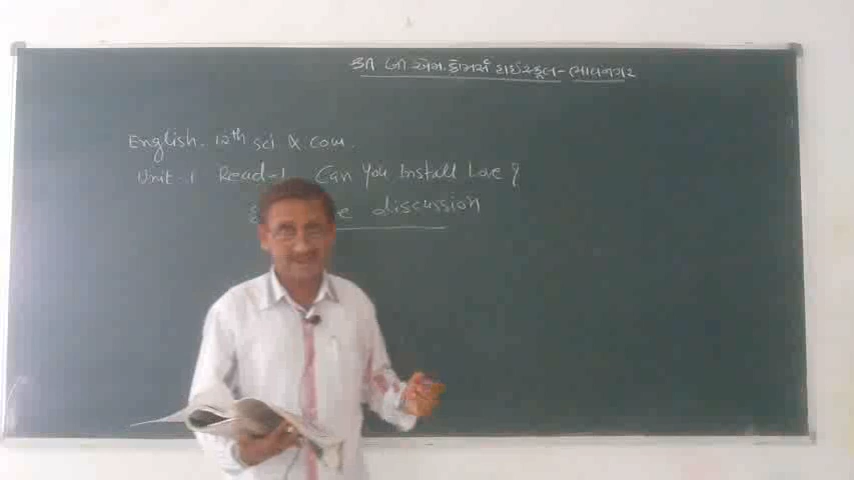 શ્રી બી.એમ.કોમર્સ હાઇસ્કૂલ-ભાવનગર
English. 12th sci & com.
Unit-1 Read-1 Can You Install Love?
discussion